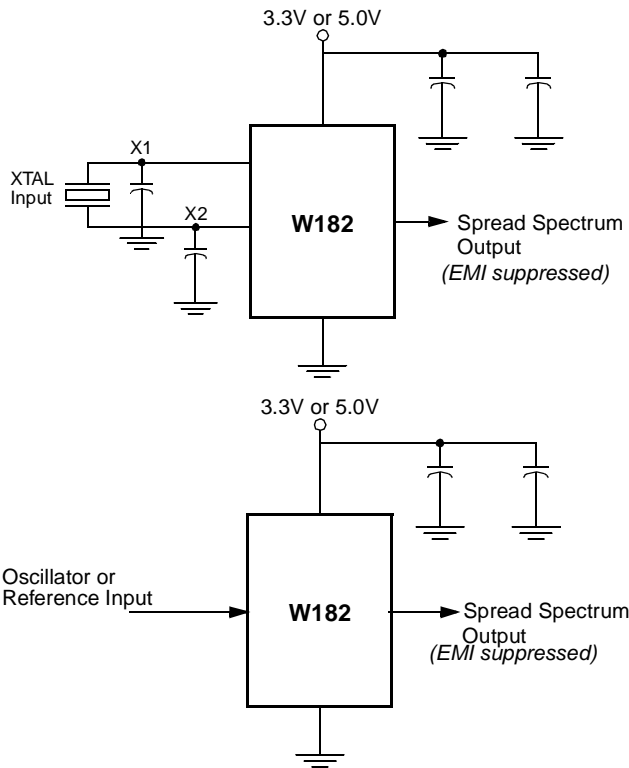 3.3V or 5.0V
X1
XTAL
Input
X2
W182
Spread Spectrum
Output
(EMI suppressed)
3.3V or 5.0V
Oscillator or
Reference Input
W182
Spread Spectrum
Output
(EMI suppressed)